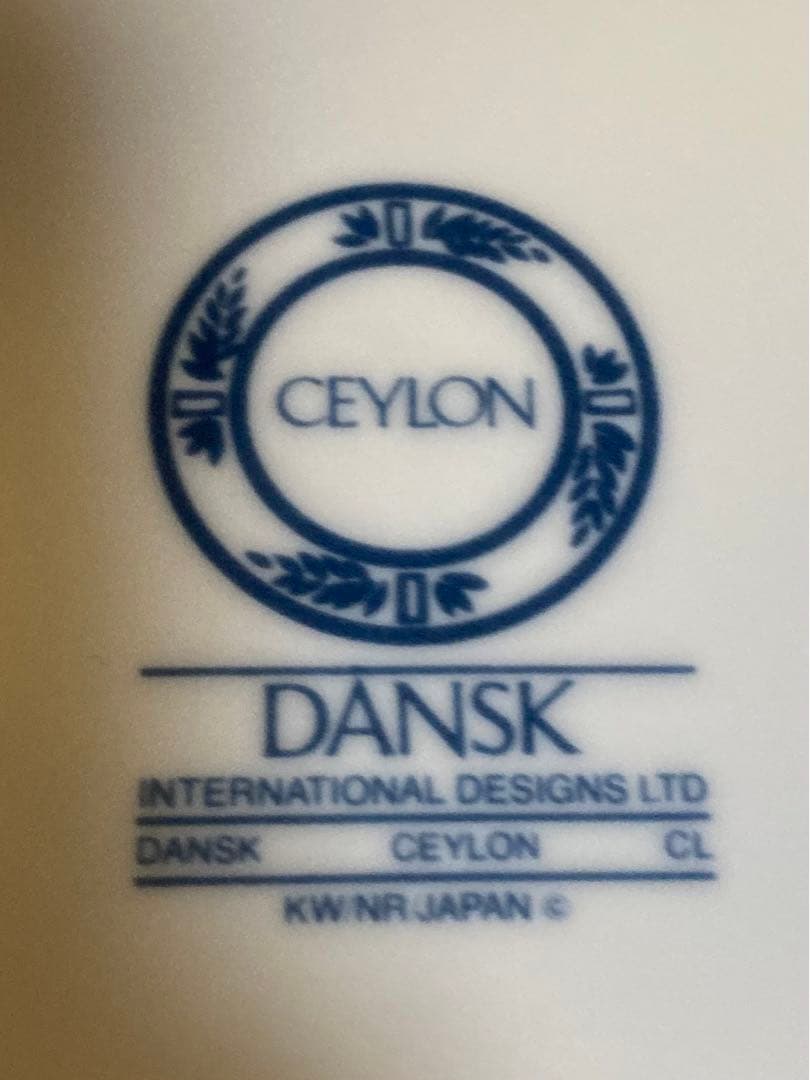 CEYLON
DANSK
INTERNATIONAL DESIGNS LTD
DANSK CEYLON CL
KW/NR/JAPAN ©